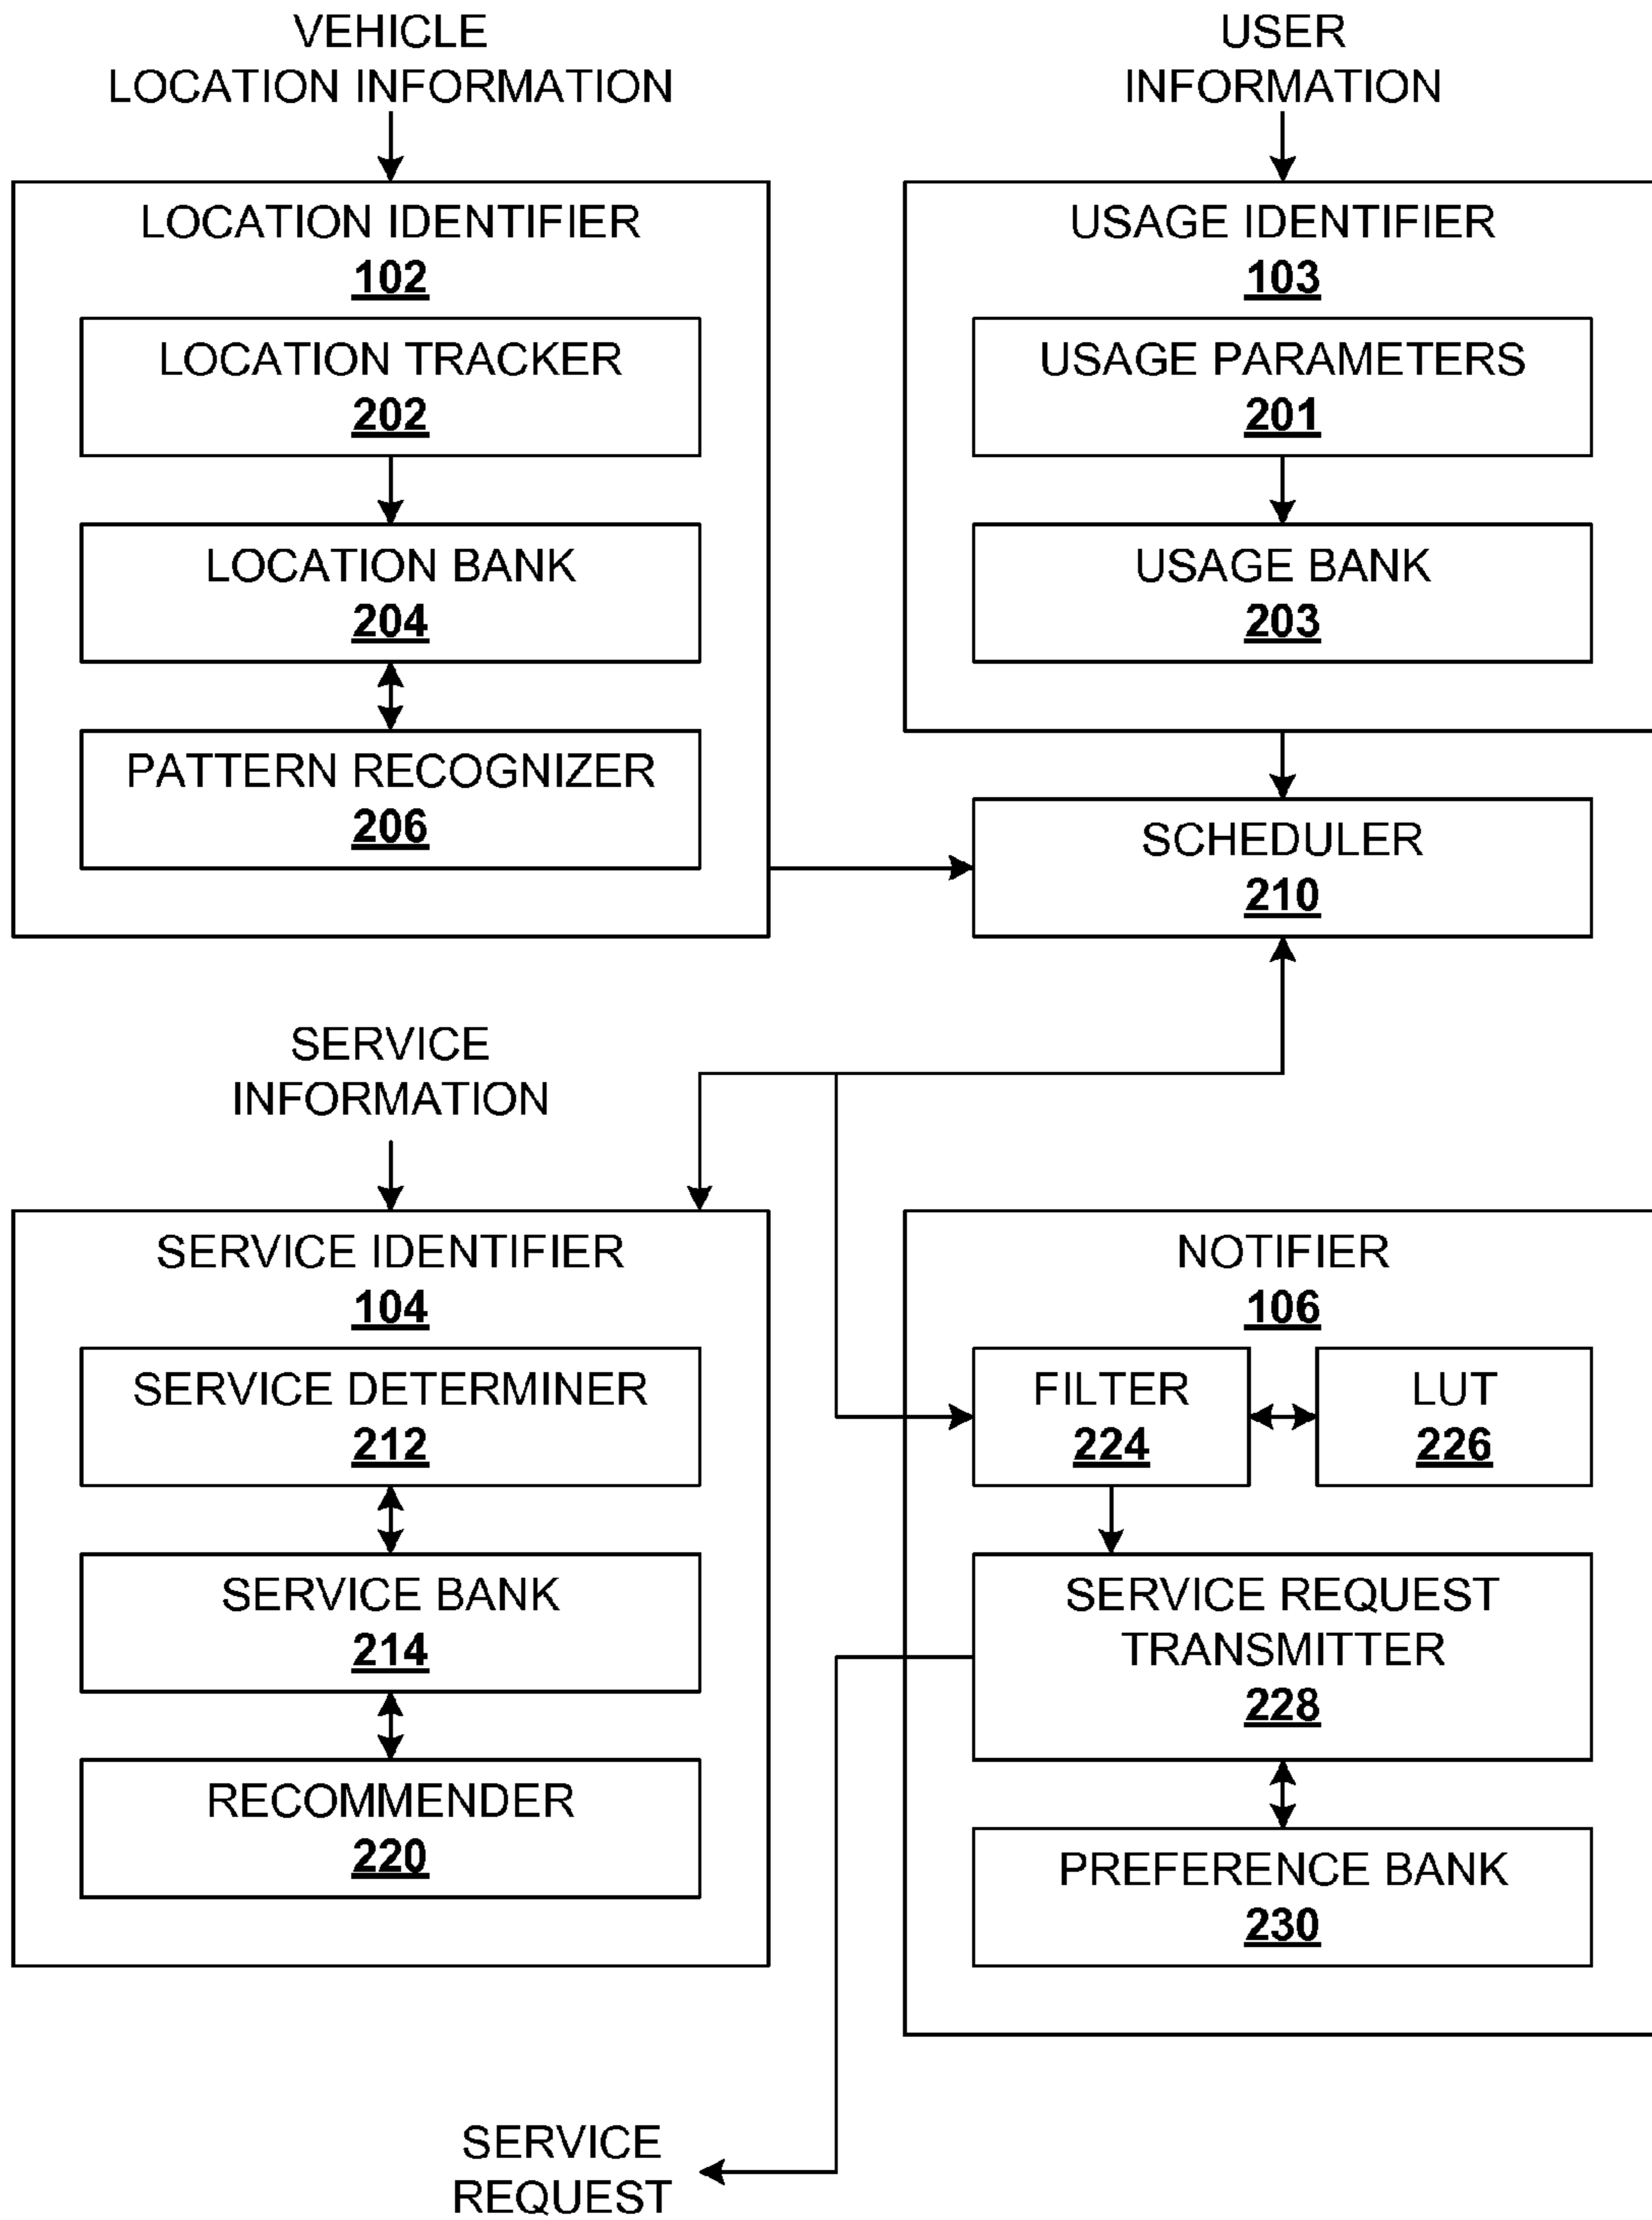 VEHICLE
LOCATION INFORMATION
USER
INFORMATION
LOCATION IDENTIFIER
102
LOCATION TRACKER
202
LOCATION BANK
204
PATTERN RECOGNIZER
206
USAGE IDENTIFIER
103
USAGE PARAMETERS
201
USAGE BANK
203
SCHEDULER
210
SERVICE
INFORMATION
SERVICE IDENTIFIER
104
SERVICE DETERMINER
212
SERVICE BANK
214
RECOMMENDER
220
NOTIFIER
106
FILTER
224
LUT
226
SERVICE REQUEST
TRANSMITTER
228
PREFERENCE BANK
230
SERVICE
REQUEST